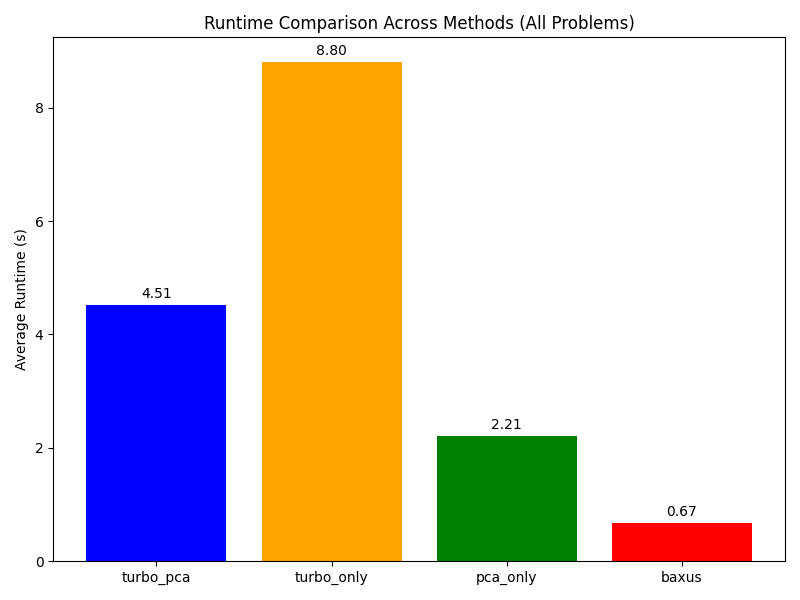 Runtime Comparison Across Methods (All Problems)
Average Runtime (s)
8
6
4
2
0
4.51
8.80
2.21
0.67
turbo_pca
turbo_only
pca_only
baxus